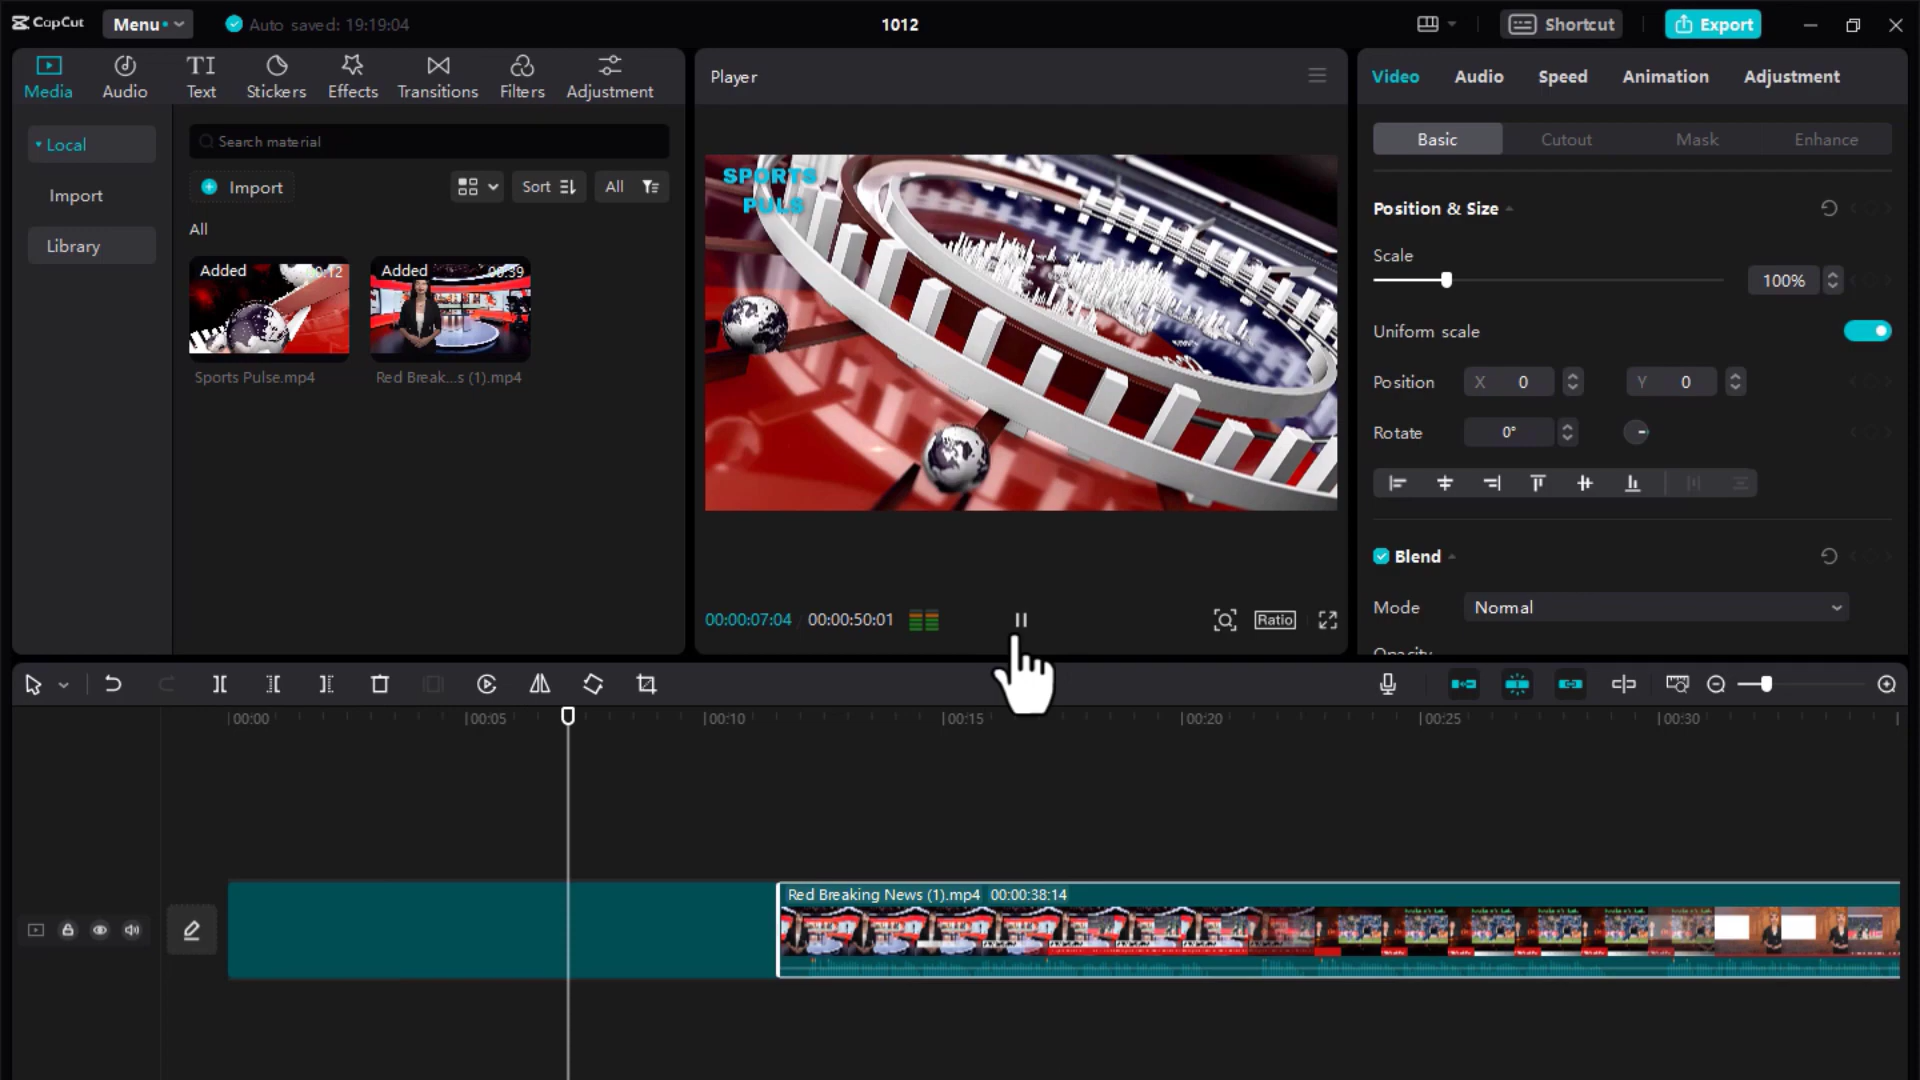 CapCut
Menu
Auto saved: 19:19:04
1012
Shortcut
Export
Media
Audio
Text
Stickers
Effects
Transitions
Filters
Adjustment
Local
Import
Library
Search material
Import
Sort
All
All
Added
00:12
Added
00:39
Sports Pulse.mp4
Red Break...s (1).mp4
Player
SPORTS
PULS
00:00:07:04
00:00:50:01
Ratio
Video
Audio
Speed
Animation
Adjustment
Basic
Cutout
Mask
Enhance
Position & Size
Scale
100%
Uniform scale
Position
X 0
Y 0
Rotate
0°
Blend
Mode
Normal
Opacity
00:00
00:05
00:10
00:15
00:20
00:25
00:30
Red Breaking News (1).mp4 00:00:38:14